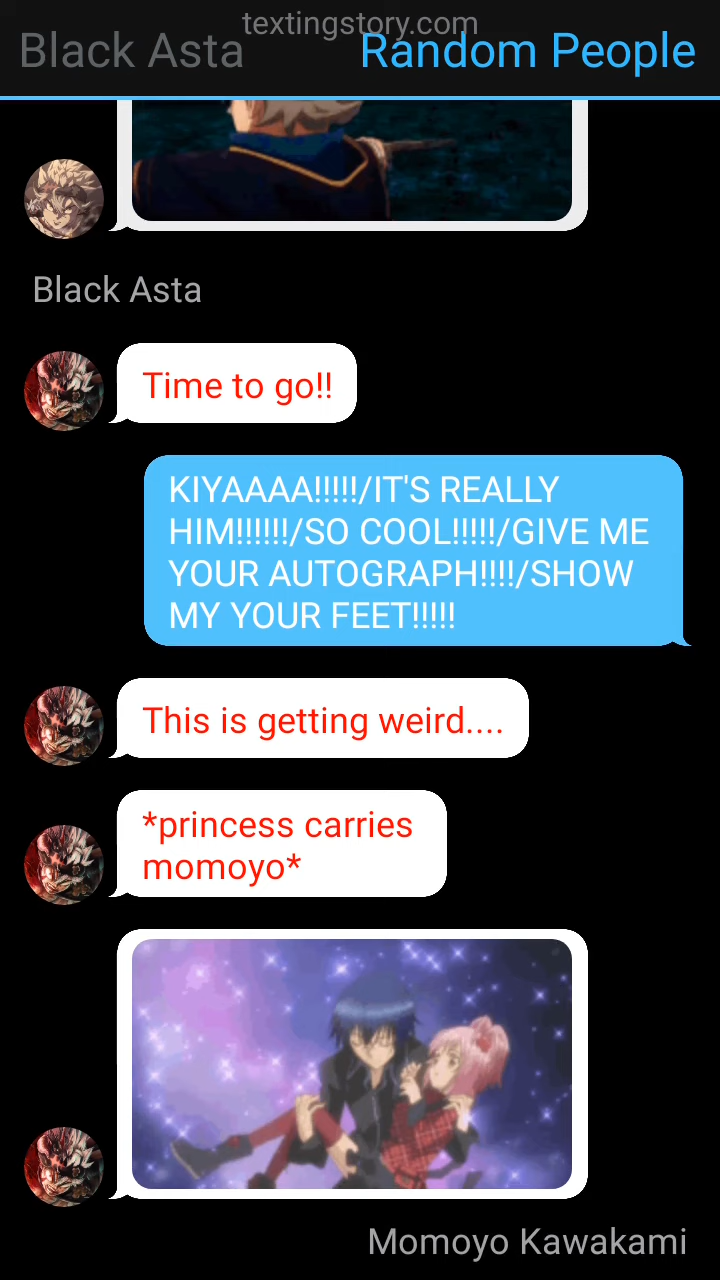 textingstory.com
Black Asta
Random People
Black Asta
Time to go!!
KIYAAAA!!!!!/IT'S REALLY
HIM!!!!!!/SO COOL!!!!!/GIVE ME
YOUR AUTOGRAPH!!!!/SHOW
MY YOUR FEET!!!!!
This is getting weird....
*princess carries
momoyo*
Momoyo Kawakami